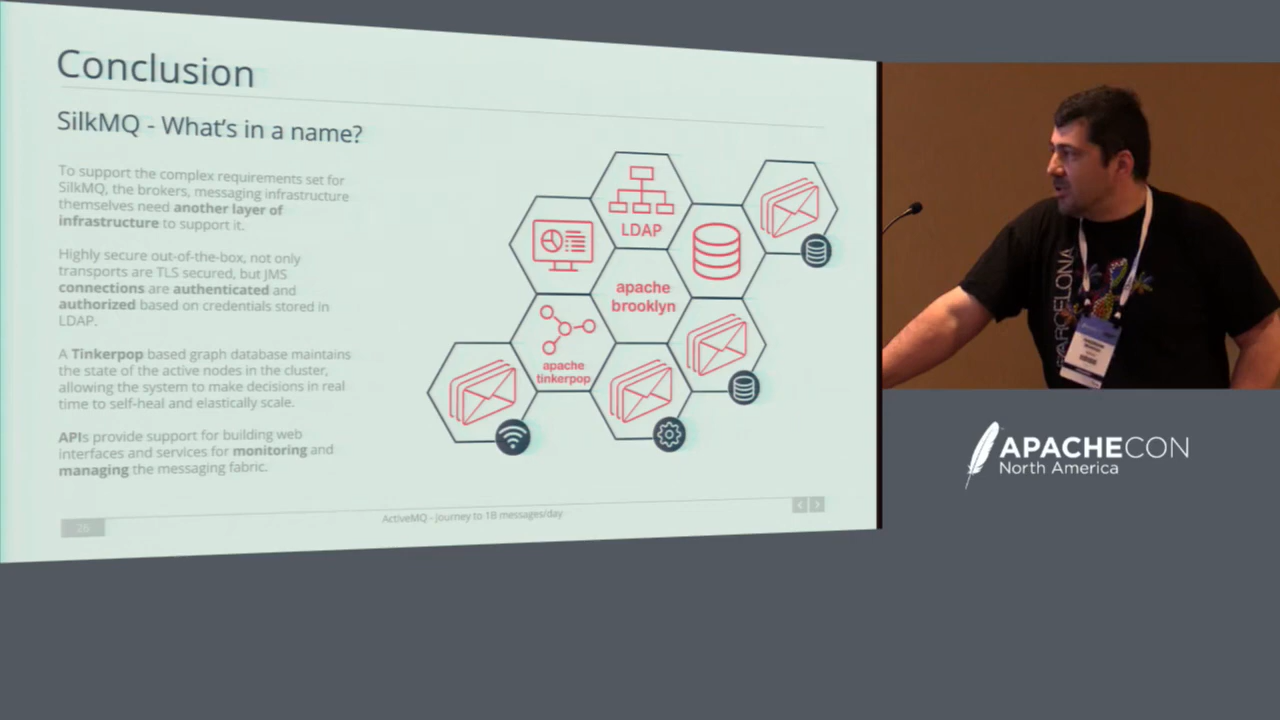 Conclusion
SilkMQ - What's in a name?
To support the complex requirements set for
SilkMQ, the brokers, messaging infrastructure
themselves need another layer of
infrastructure to support it.
Highly secure out-of-the-box, not only
transports are TLS secured, but JMS
connections are authenticated and
authorized based on credentials stored in
LDAP.
A Tinkerpop based graph database maintains
the state of the active nodes in the cluster,
allowing the system to make decisions in real
time to self-heal and elastically scale.
APIs provide support for building web
interfaces and services for monitoring and
managing the messaging fabric.
LDAP
apache
brooklyn
apache
tinkerpop
26
ActiveMQ - journey to 1B messages/day
BARCELONA
APACHECON
North America